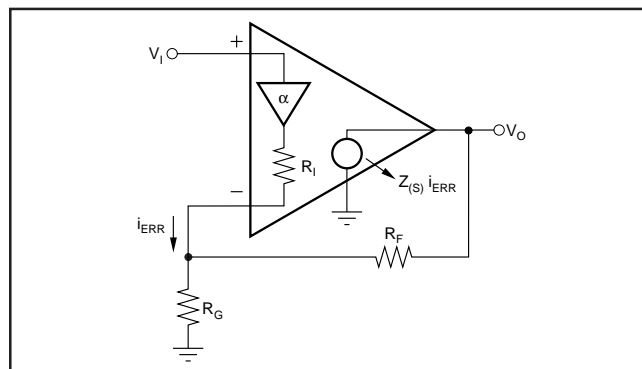 +
V_I
α
V_O
R_I
Z_(S) i_ERR
−
i_ERR
R_F
R_G